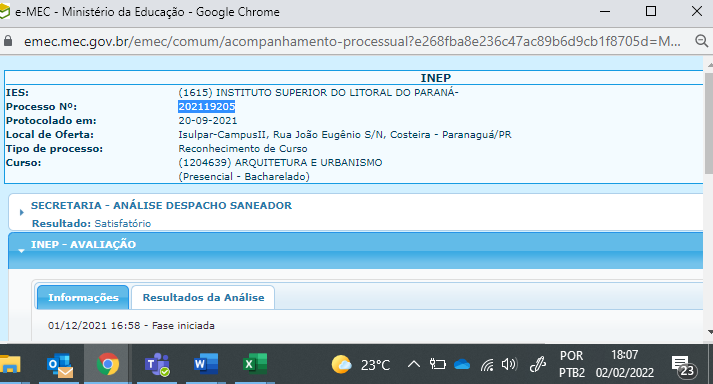 e-MEC - Ministério da Educação - Google Chrome
emec.mec.gov.br/emec/comum/acompanhamento-processual?e268fba8e236c47ac89b6d9cb1f8705d=M...
INEP
IES: (1615) INSTITUTO SUPERIOR DO LITORAL DO PARANÁ-
Processo Nº: 202119205
Protocolado em: 20-09-2021
Local de Oferta: Isulpar-CampusII, Rua João Eugênio S/N, Costeira - Paranaguá/PR
Tipo de processo: Reconhecimento de Curso
Curso: (1204639) ARQUITETURA E URBANISMO
(Presencial - Bacharelado)
SECRETARIA - ANÁLISE DESPACHO SANEADOR
Resultado: Satisfatório
INEP - AVALIAÇÃO
Informações Resultados da Análise
01/12/2021 16:58 - Fase iniciada
23°C POR 18:07
PTB2 02/02/2022 23